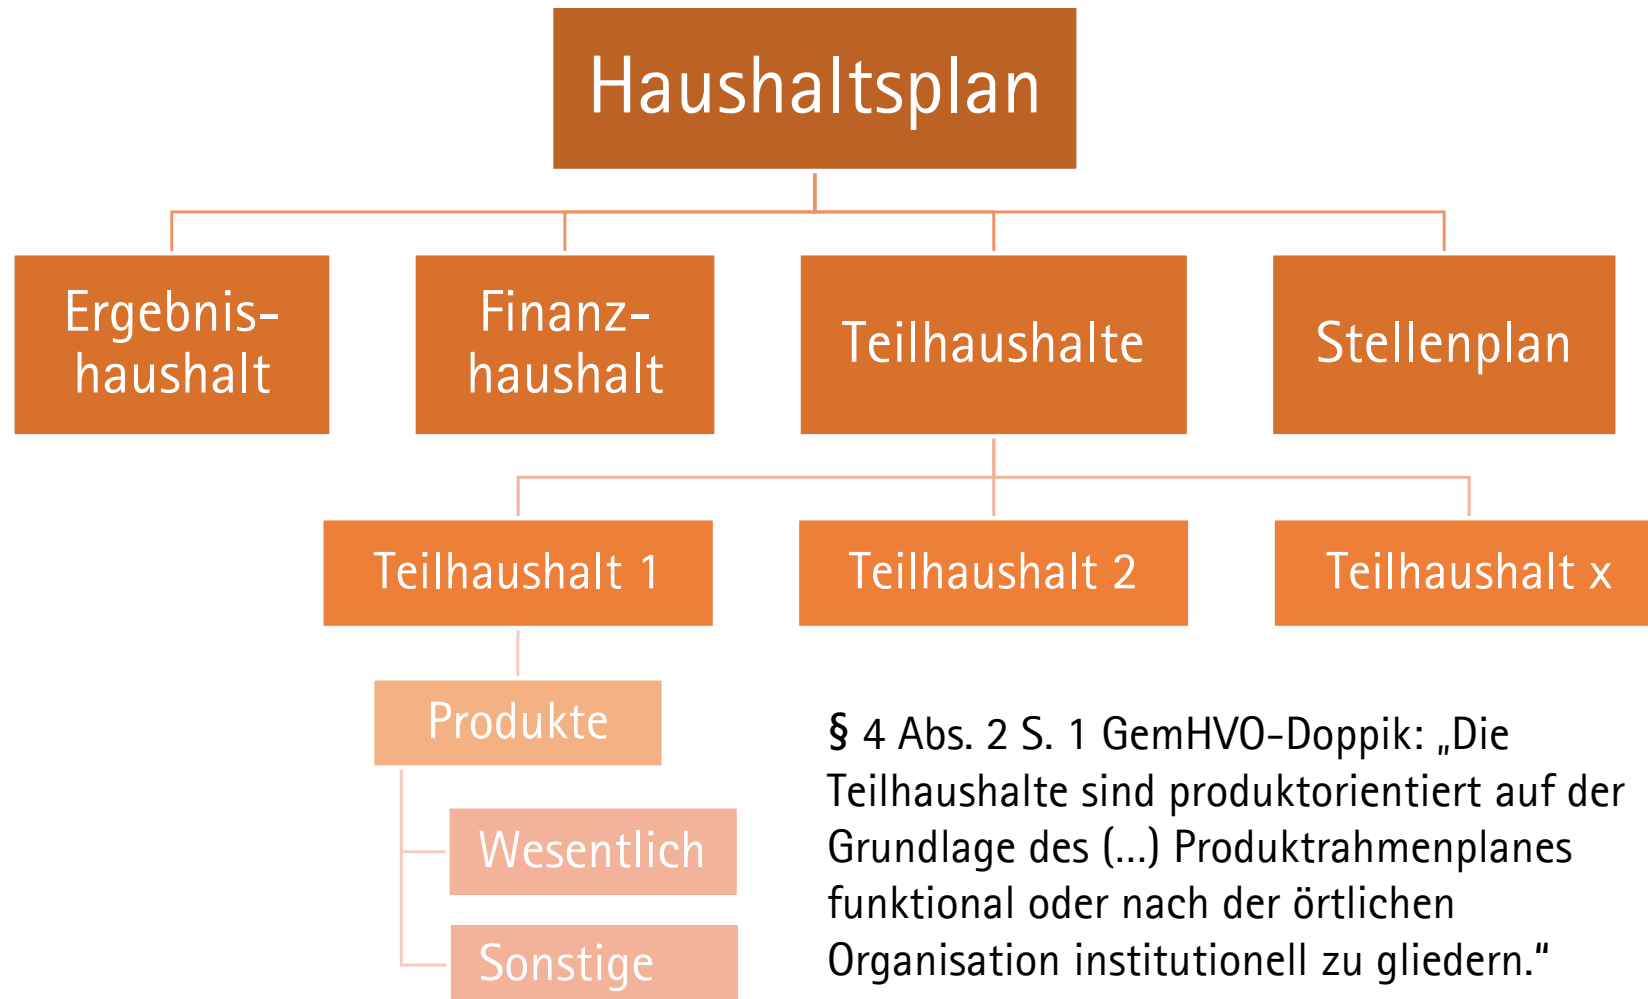 Haushaltsplan
Ergebnis-
haushalt
Finanz-
haushalt
Teilhaushalte
Stellenplan
Teilhaushalt 1
Teilhaushalt 2
Teilhaushalt x
Produkte
Wesentlich
Sonstige
§ 4 Abs. 2 S. 1 GemHVO-Doppik: „Die
Teilhaushalte sind produktorientiert auf der
Grundlage des (...) Produktrahmenplanes
funktional oder nach der örtlichen
Organisation institutionell zu gliedern.“